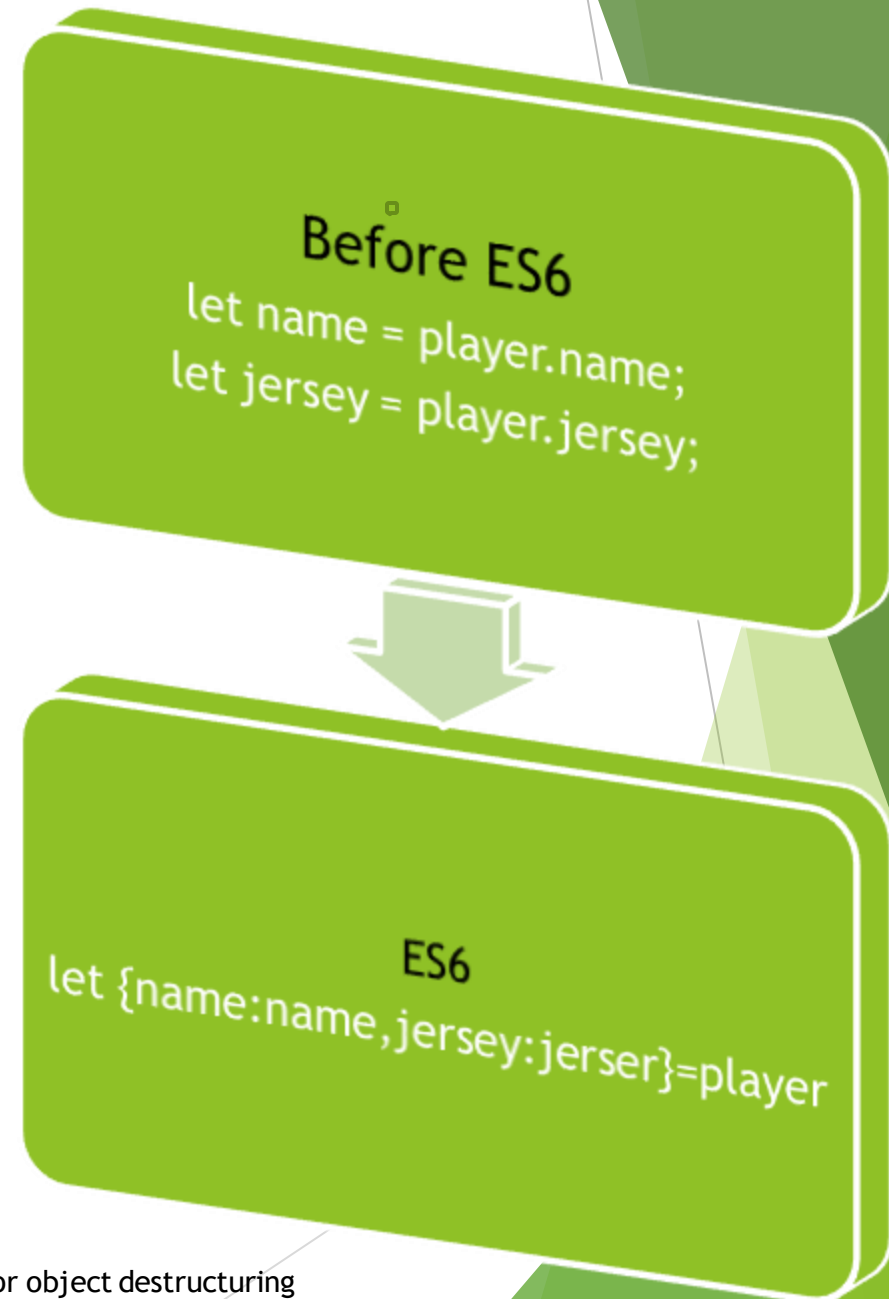 Before ES6
let name = player.name;
let jersey = player.jersey;
ES6
let {name:name,jersey:jerser}=player
or object destructuring